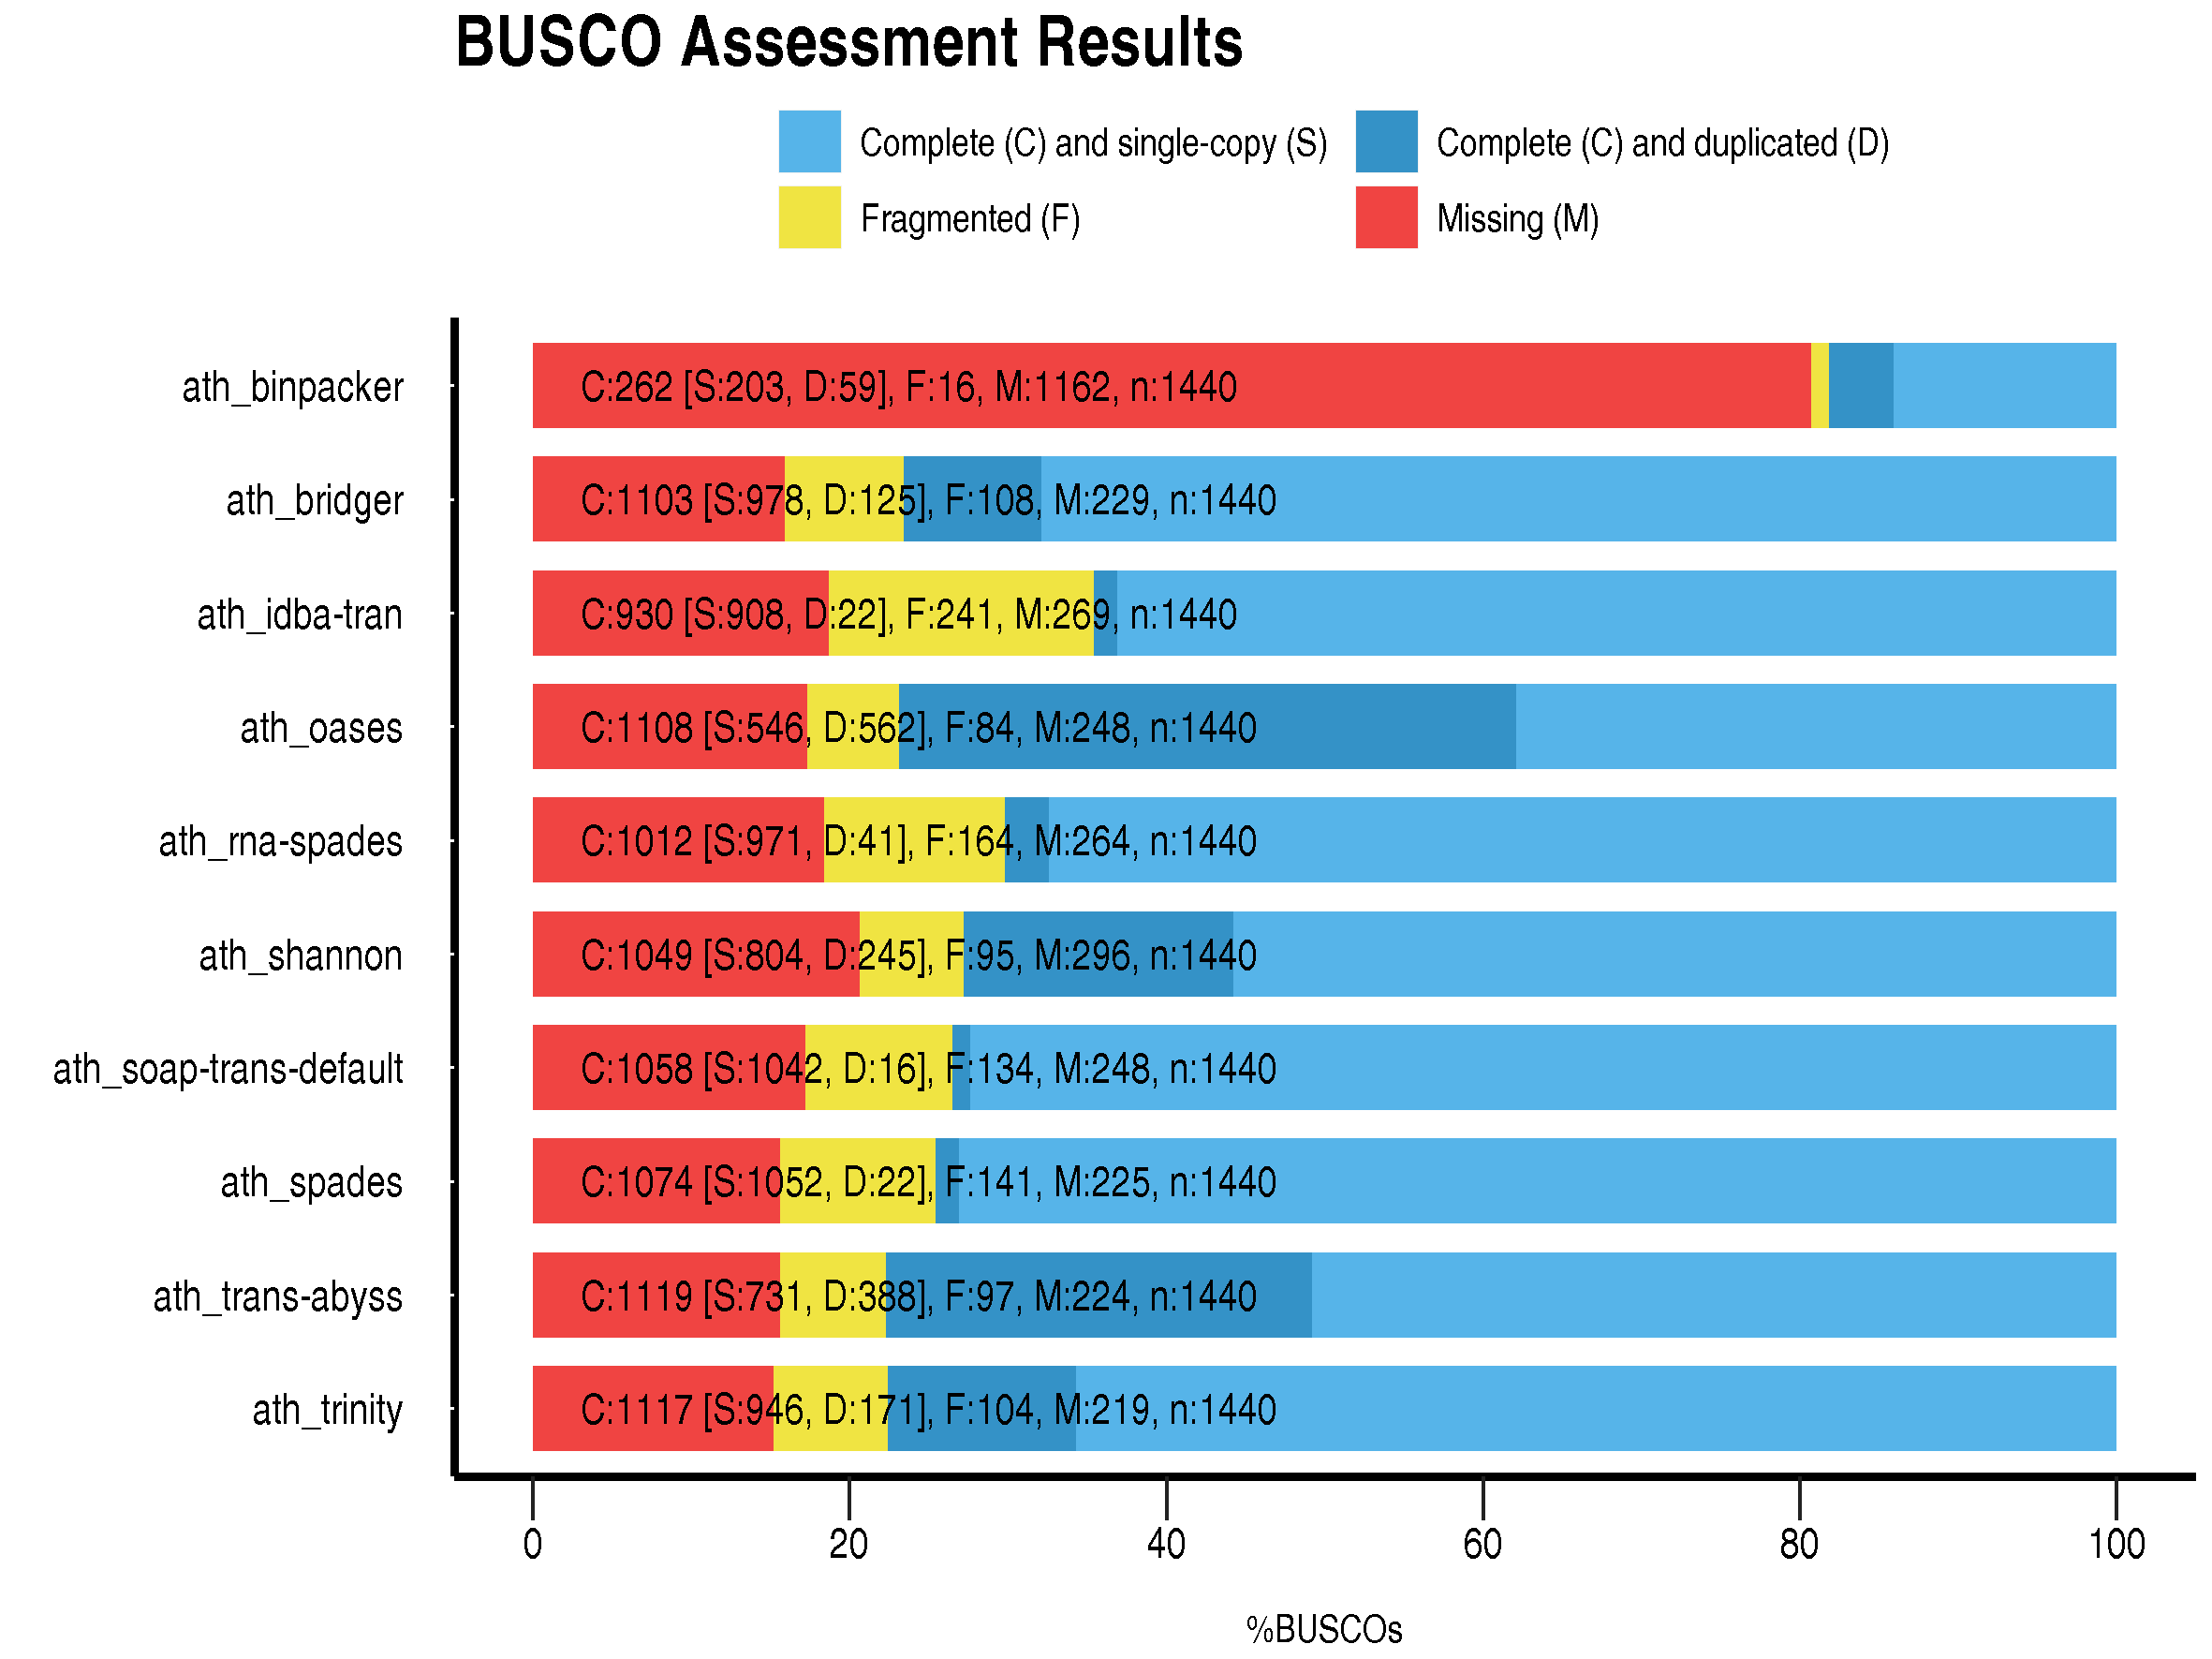 BUSCO Assessment Results
Complete (C) and single-copy (S) Complete (C) and duplicated (D)
Fragmented (F) Missing (M)
ath_binpacker C:262 [S:203, D:59], F:16, M:1162, n:1440
ath_bridger C:1103 [S:978, D:125], F:108, M:229, n:1440
ath_idba-tran C:930 [S:908, D:22], F:241, M:269, n:1440
ath_oases C:1108 [S:546, D:562], F:84, M:248, n:1440
ath_rna-spades C:1012 [S:971, D:41], F:164, M:264, n:1440
ath_shannon C:1049 [S:804, D:245], F:95, M:296, n:1440
ath_soap-trans-default C:1058 [S:1042, D:16], F:134, M:248, n:1440
ath_spades C:1074 [S:1052, D:22], F:141, M:225, n:1440
ath_trans-abyss C:1119 [S:731, D:388], F:97, M:224, n:1440
ath_trinity C:1117 [S:946, D:171], F:104, M:219, n:1440
0 20 40 60 80 100
%BUSCOs